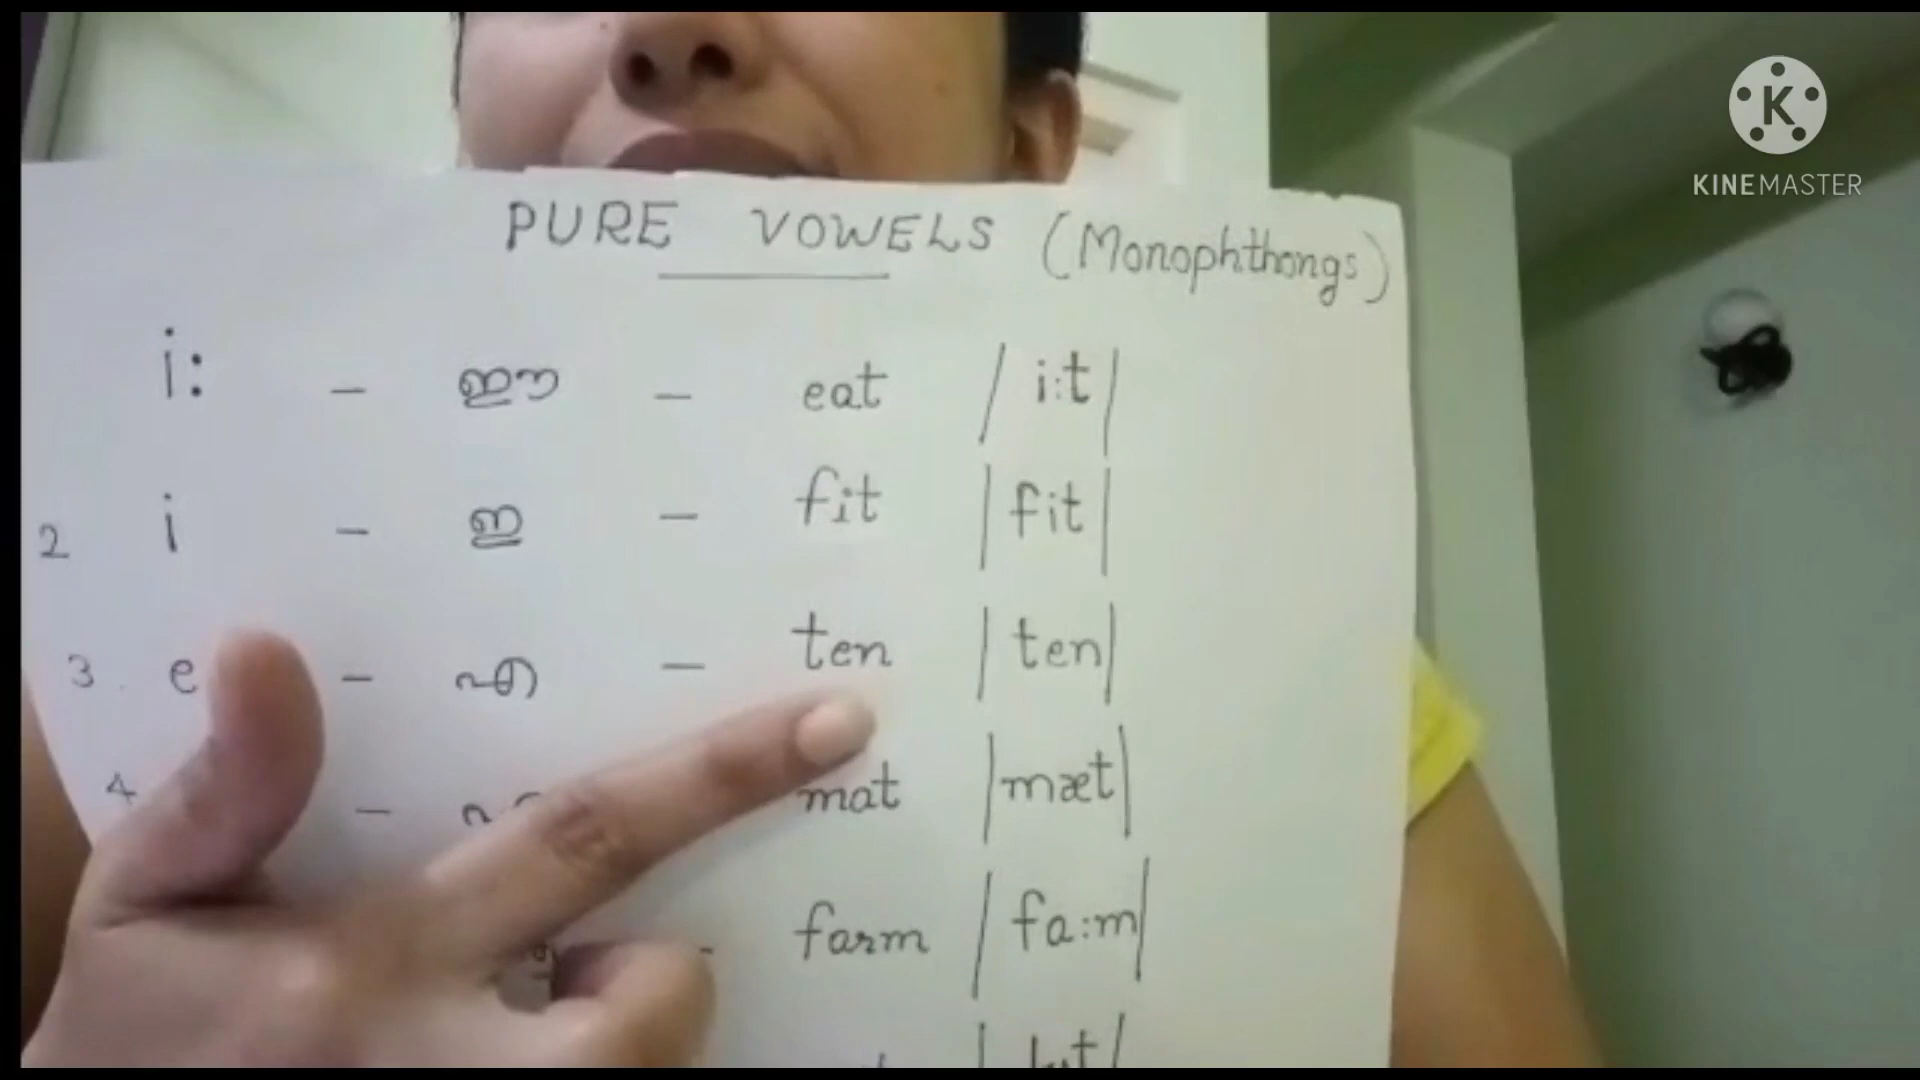 KINEMASTER
PURE VOWELS (Monophthongs)
i: - ഈ - eat / i:t |
2 i - ഇ - fit | fit |
3. e - എ - ten | ten |
4 - mat | mæt |
- farm / fa:m |